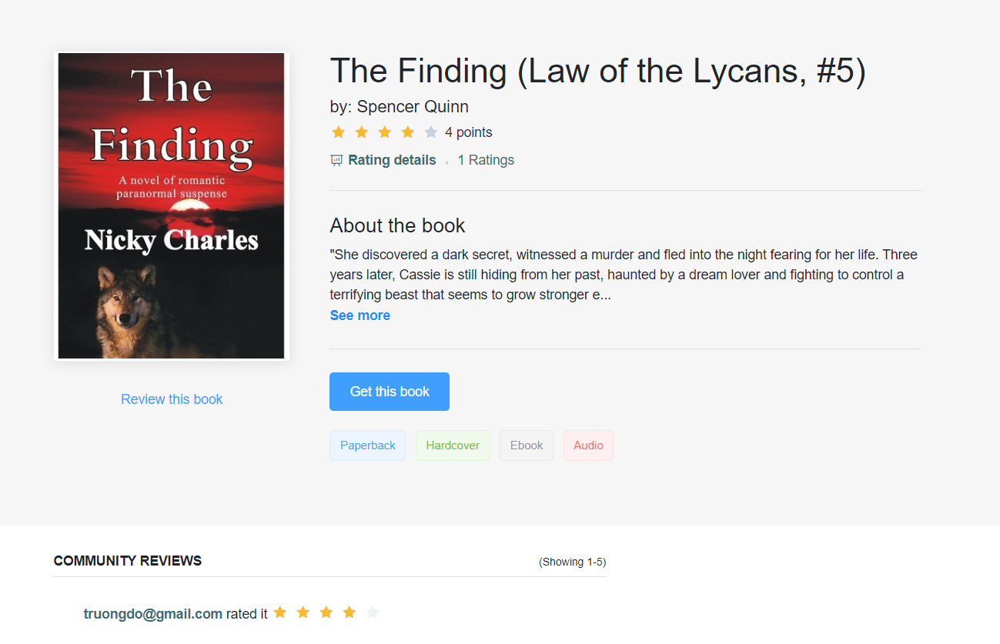 The
Finding
A novel of romantic
paranormal suspense
Nicky Charles
Review this book
The Finding (Law of the Lycans, #5)
by: Spencer Quinn
4 points
Rating details . 1 Ratings
About the book
"She discovered a dark secret, witnessed a murder and fled into the night fearing for her life. Three
years later, Cassie is still hiding from her past, haunted by a dream lover and fighting to control a
terrifying beast that seems to grow stronger e...
See more
Get this book
Paperback Hardcover Ebook Audio
COMMUNITY REVIEWS (Showing 1-5)
truongdo@gmail.com rated it